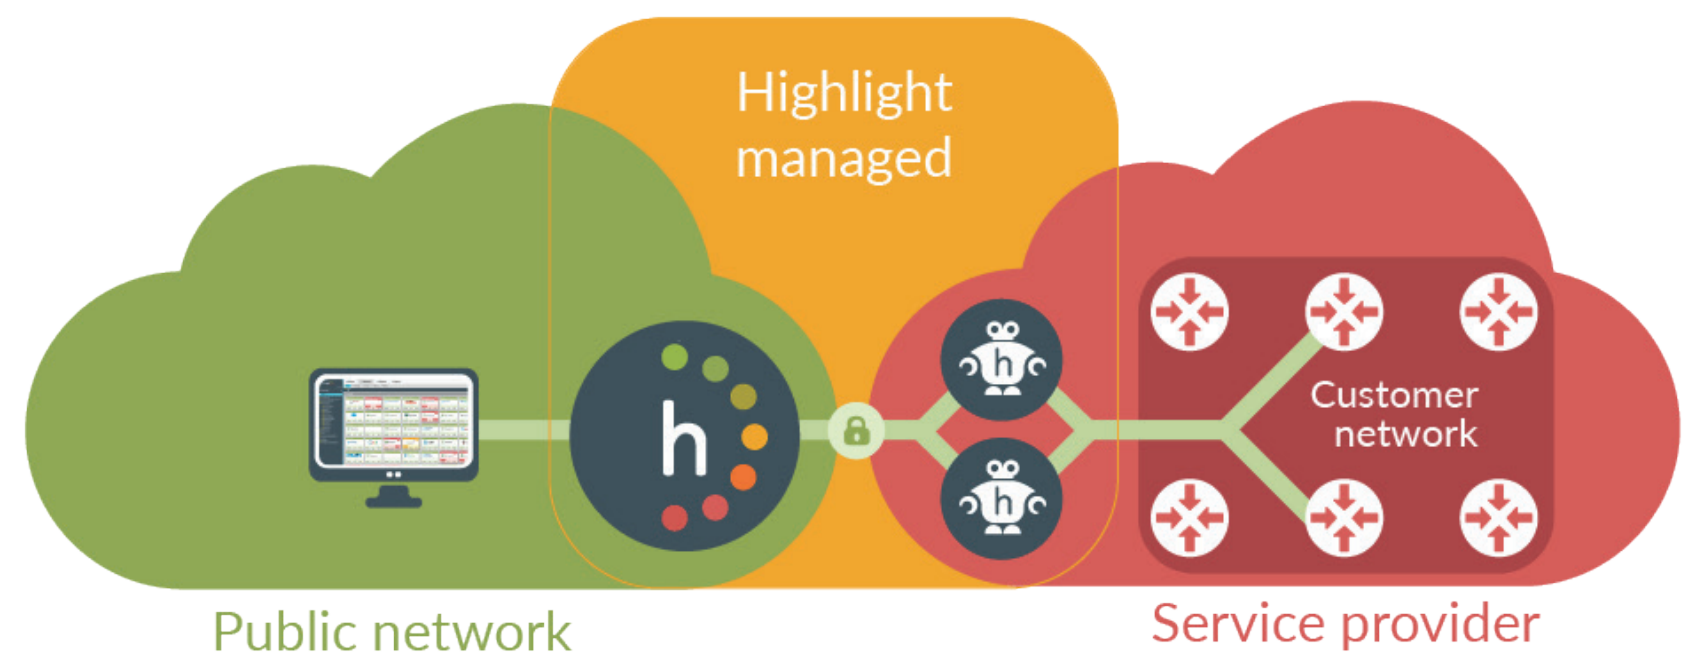 Highlight
managed
h
h
h
Customer
network
Public network
Service provider